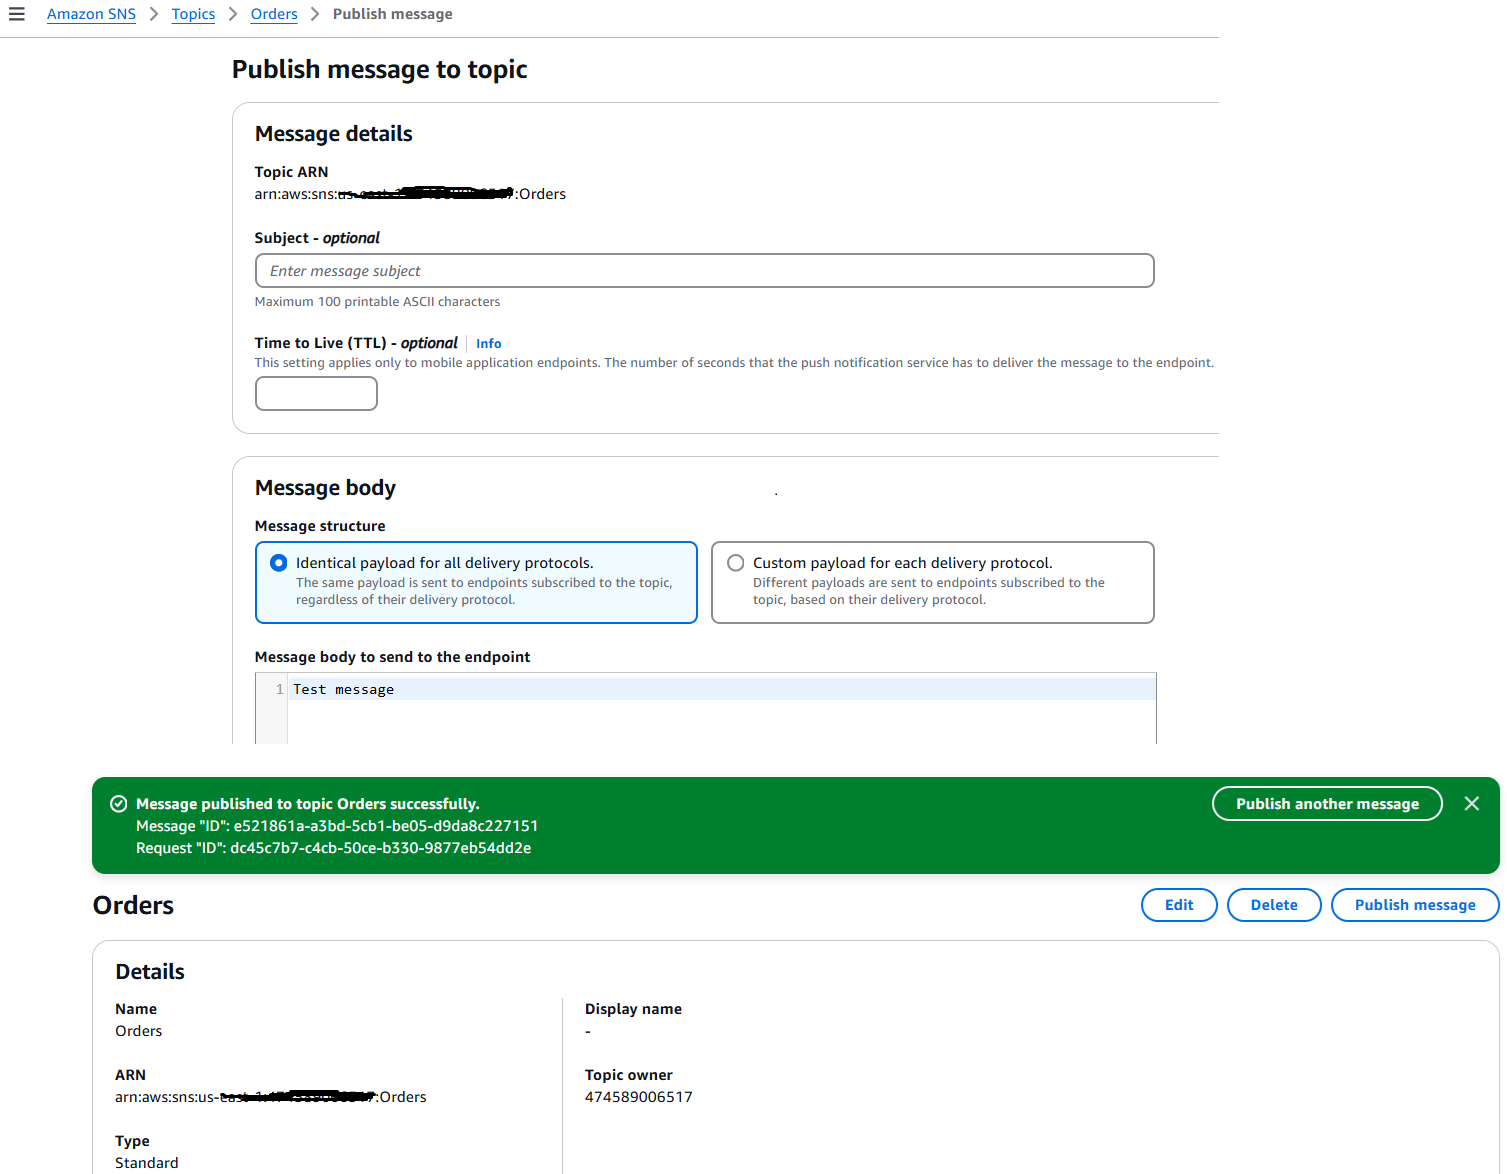 Amazon SNS > Topics > Orders > Publish message
Publish message to topic
Message details
Topic ARN
arn:aws:sns: :Orders
Subject - optional
Enter message subject
Maximum 100 printable ASCII characters
Time to Live (TTL) - optional Info
This setting applies only to mobile application endpoints. The number of seconds that the push notification service has to deliver the message to the endpoint.
Message body
.
Message structure
Identical payload for all delivery protocols.
The same payload is sent to endpoints subscribed to the topic,
regardless of their delivery protocol.
Custom payload for each delivery protocol.
Different payloads are sent to endpoints subscribed to the
topic, based on their delivery protocol.
Message body to send to the endpoint
1 Test message
Message published to topic Orders successfully.
Message "ID": e521861a-a3bd-5cb1-be05-d9da8c227151
Request "ID": dc45c7b7-c4cb-50ce-b330-9877eb54dd2e
Publish another message
Orders
Edit Delete Publish message
Details
Name
Orders
Display name
-
ARN
arn:aws:sns:us- :Orders
Topic owner
474589006517
Type
Standard